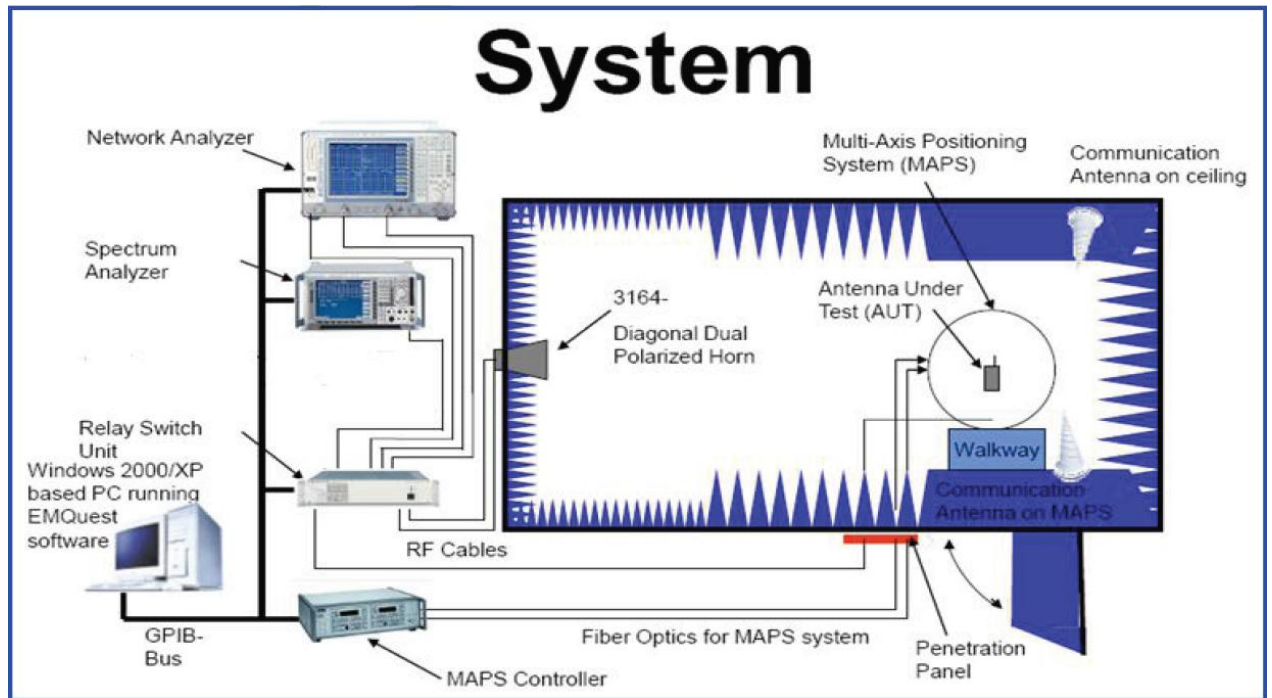 System
Network Analyzer
Spectrum
Analyzer
Relay Switch
Unit
Windows 2000/XP
based PC running
EMQuest
software
GPIB-
Bus
MAPS Controller
RF Cables
Fiber Optics for MAPS system
3164-
Diagonal Dual
Polarized Horn
Multi-Axis Positioning
System (MAPS)
Communication
Antenna on ceiling
Antenna Under
Test (AUT)
Walkway
Communication
Antenna on MAPS
Penetration
Panel